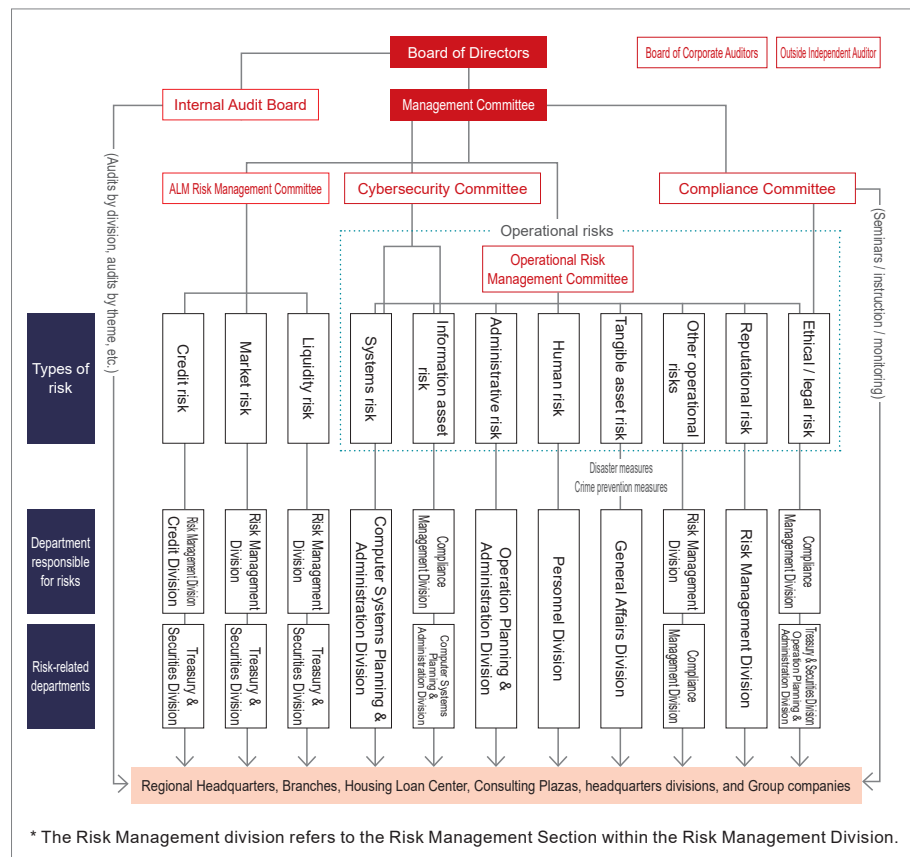 Board of Directors
Board of Corporate Auditors
Outside Independent Auditor
Internal Audit Board
Management Committee
(Audits by division, audits by theme, etc.)
ALM Risk Management Committee
Cybersecurity Committee
Compliance Committee
(Seminars / instruction / monitoring)
Operational risks
Operational Risk
Management Committee
Types of
risk
Credit risk
Market risk
Liquidity risk
Systems risk
Information asset
risk
Administrative risk
Human risk
Tangible asset risk
Other operational
risks
Reputational risk
Ethical / legal risk
Disaster measures
Crime prevention measures
Department
responsible
for risks
Risk Management Division
Credit Division
Risk Management
Division
Risk Management
Division
Computer Systems Planning &
Administration Division
Compliance
Management Division
Operation Planning &
Administration Division
Personnel Division
General Affairs Division
Risk Management
Division
Risk Management Division
Compliance
Management Division
Risk-related
departments
Treasury &
Securities Division
Treasury &
Securities Division
Treasury &
Securities Division
Computer Systems
Planning &
Administration Division
Compliance
Management Division
Treasury & Securities Division
Operation Planning &
Administration Division
Regional Headquarters, Branches, Housing Loan Center, Consulting Plazas, headquarters divisions, and Group companies
* The Risk Management division refers to the Risk Management Section within the Risk Management Division.